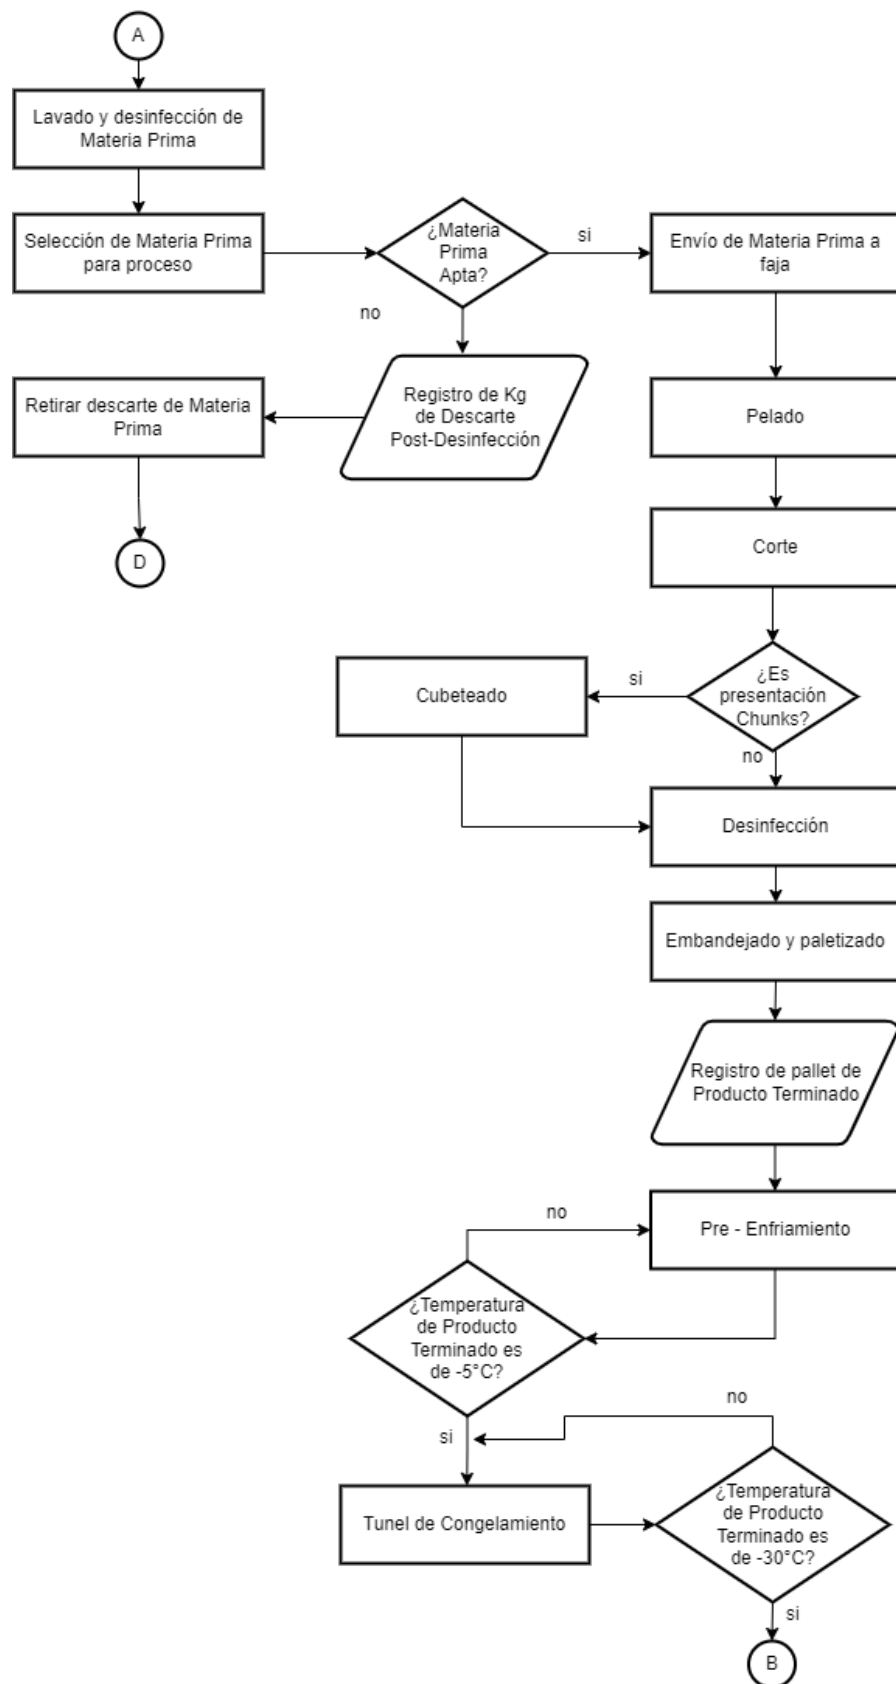 A
Lavado y desinfección de
Materia Prima
Selección de Materia Prima
para proceso
¿Materia
Prima
Apta?
si
Envío de Materia Prima a
faja
no
Retirar descarte de Materia
Prima
Registro de Kg
de Descarte
Post-Desinfección
Pelado
D
Corte
Cubeteado
si
¿Es
presentación
Chunks?
no
Desinfección
Embandejado y paletizado
Registro de pallet de
Producto Terminado
no
Pre - Enfriamiento
¿Temperatura
de Producto
Terminado es
de -5°C?
si
no
Tunel de Congelamiento
¿Temperatura
de Producto
Terminado es
de -30°C?
si
B